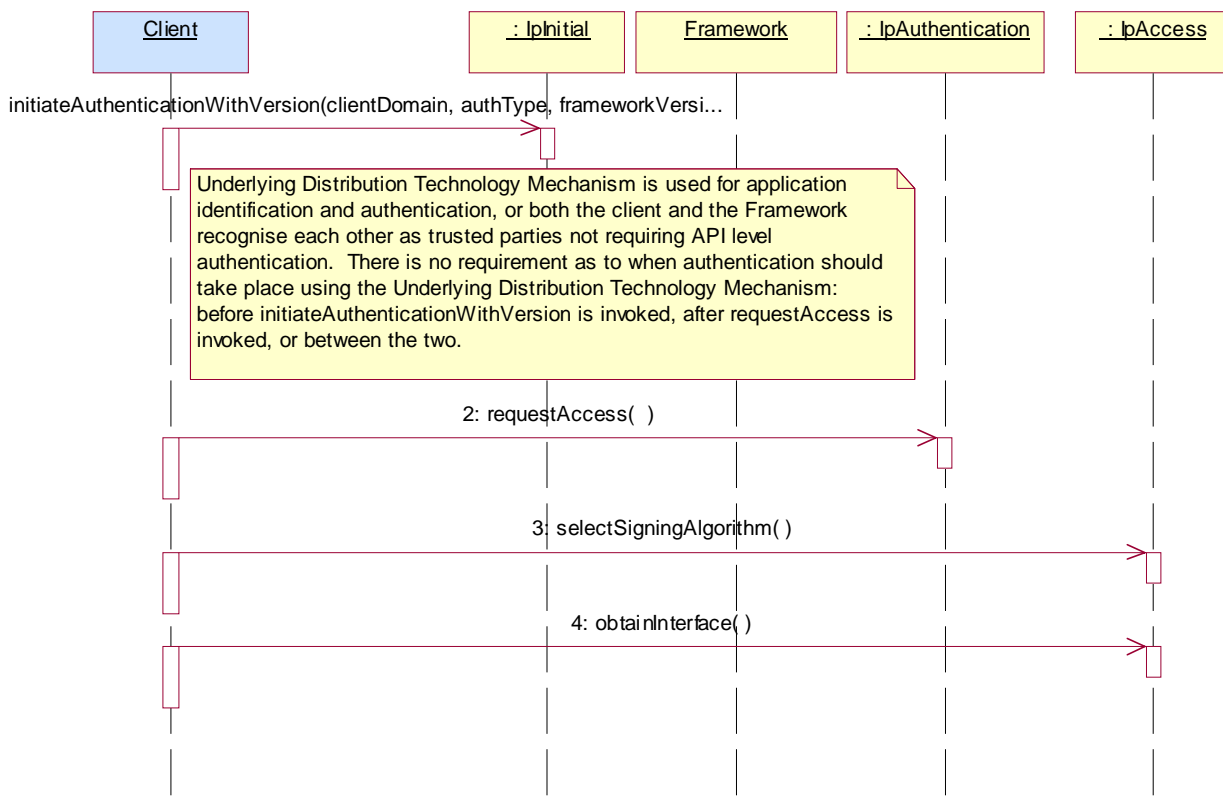 Client
: IpInitial
Framework
: IpAuthentication
: IpAccess
initiateAuthenticationWithVersion(clientDomain, authType, frameworkVersi...
Underlying Distribution Technology Mechanism is used for application
identification and authentication, or both the client and the Framework
recognise each other as trusted parties not requiring API level
authentication.  There is no requirement as to when authentication should
take place using the Underlying Distribution Technology Mechanism:
before initiateAuthenticationWithVersion is invoked, after requestAccess is
invoked, or between the two.
2: requestAccess(  )
3: selectSigningAlgorithm( )
4: obtainInterface( )